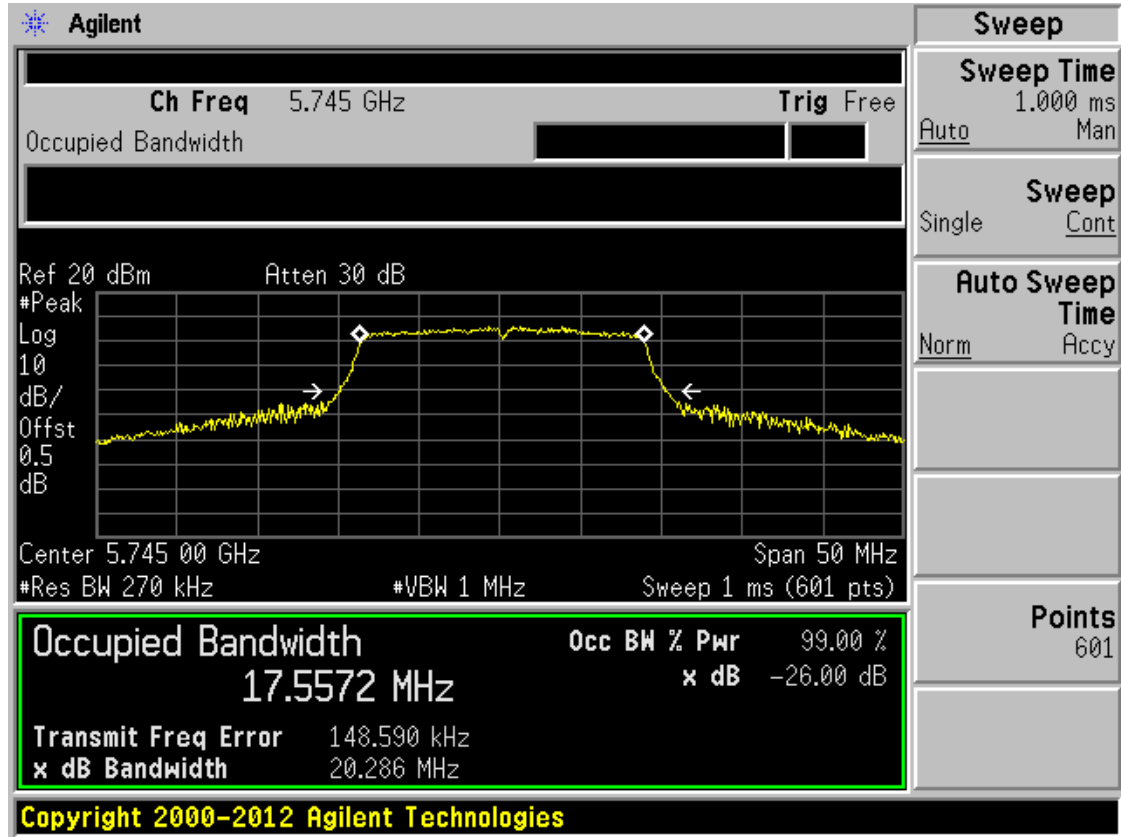 Agilent
Sweep
Ch Freq 5.745 GHz Trig Free
Occupied Bandwidth
Sweep Time
1.000 ms
Auto Man
Sweep
Single Cont
Auto Sweep
Time
Norm Accy
Points
601
Ref 20 dBm Atten 30 dB
#Peak
Log
10
dB/
Offst
0.5
dB
Center 5.745 00 GHz Span 50 MHz
#Res BW 270 kHz #VBW 1 MHz Sweep 1 ms (601 pts)
Occupied Bandwidth
17.5572 MHz
Occ BW % Pwr 99.00 %
x dB -26.00 dB
Transmit Freq Error 148.590 kHz
x dB Bandwidth 20.286 MHz
Copyright 2000-2012 Agilent Technologies